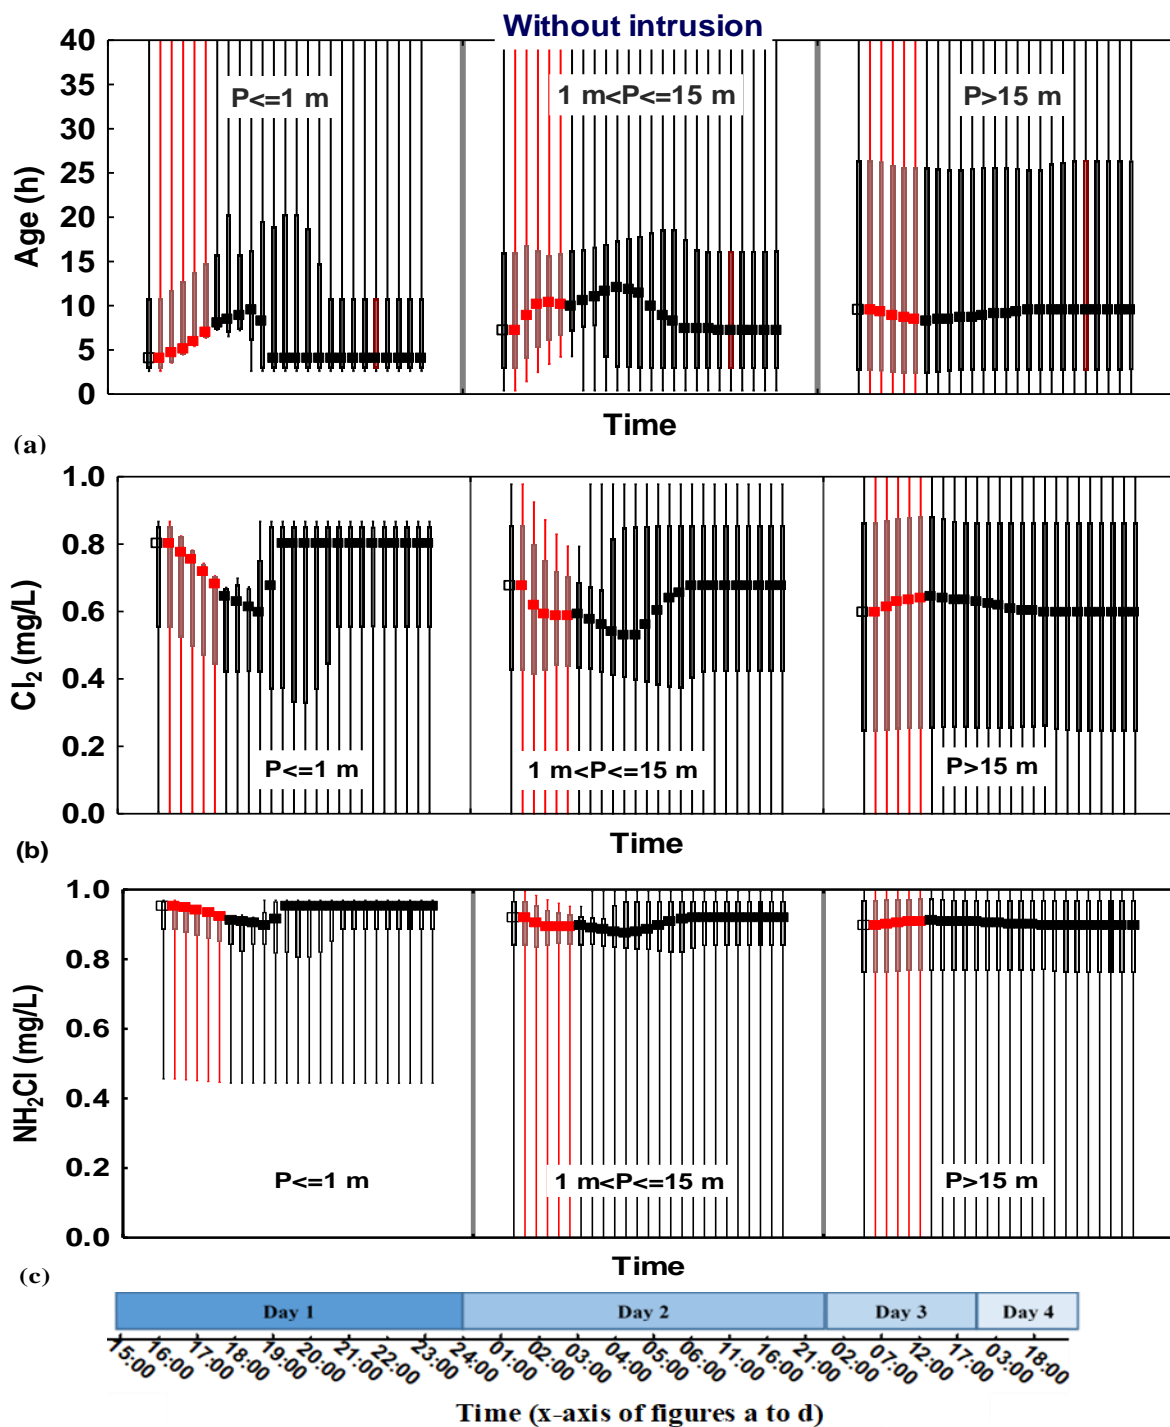 Without intrusion
40
35
30
25
20
15
10
5
0
Age (h)
P<=1 m
1 m<P<=15 m
P>15 m
Time
(a)
1.0
0.8
0.6
0.4
0.2
0.0
Cl₂ (mg/L)
P<=1 m
1 m<P<=15 m
P>15 m
Time
(b)
1.0
0.8
0.6
0.4
0.2
0.0
NH₂Cl (mg/L)
P<=1 m
1 m<P<=15 m
P>15 m
Time
(c)
Day 1 Day 2 Day 3 Day 4
15:00 16:00 17:00 18:00 19:00 20:00 21:00 22:00 23:00 24:00 01:00 02:00 03:00 04:00 05:00 06:00 11:00 16:00 21:00 02:00 07:00 12:00 17:00 03:00 18:00
Time (x-axis of figures a to d)